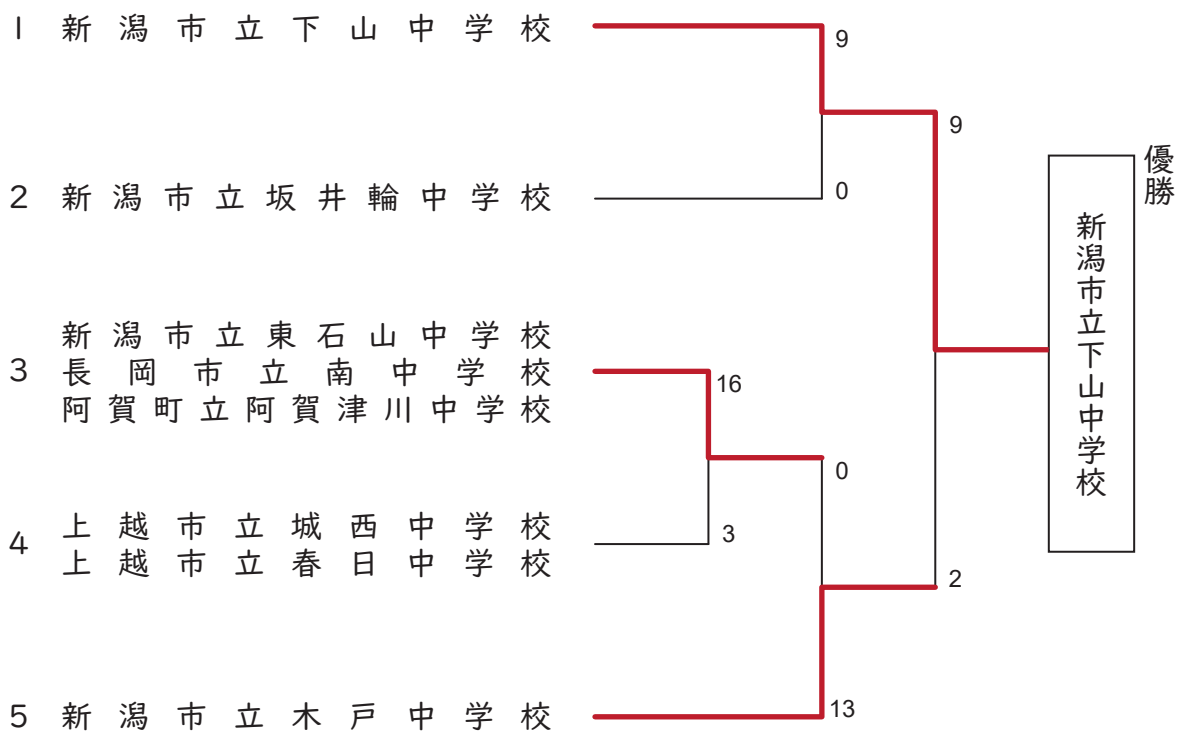 1 新潟市立下山中学校
9
9
2 新潟市立坂井輪中学校
0
優勝
新潟市立下山中学校
新潟市立東石山中学校
3 長岡市立南中学校
阿賀町立阿賀津川中学校
16
0
4 上越市立城西中学校
上越市立春日中学校
3
2
5 新潟市立木戸中学校
13